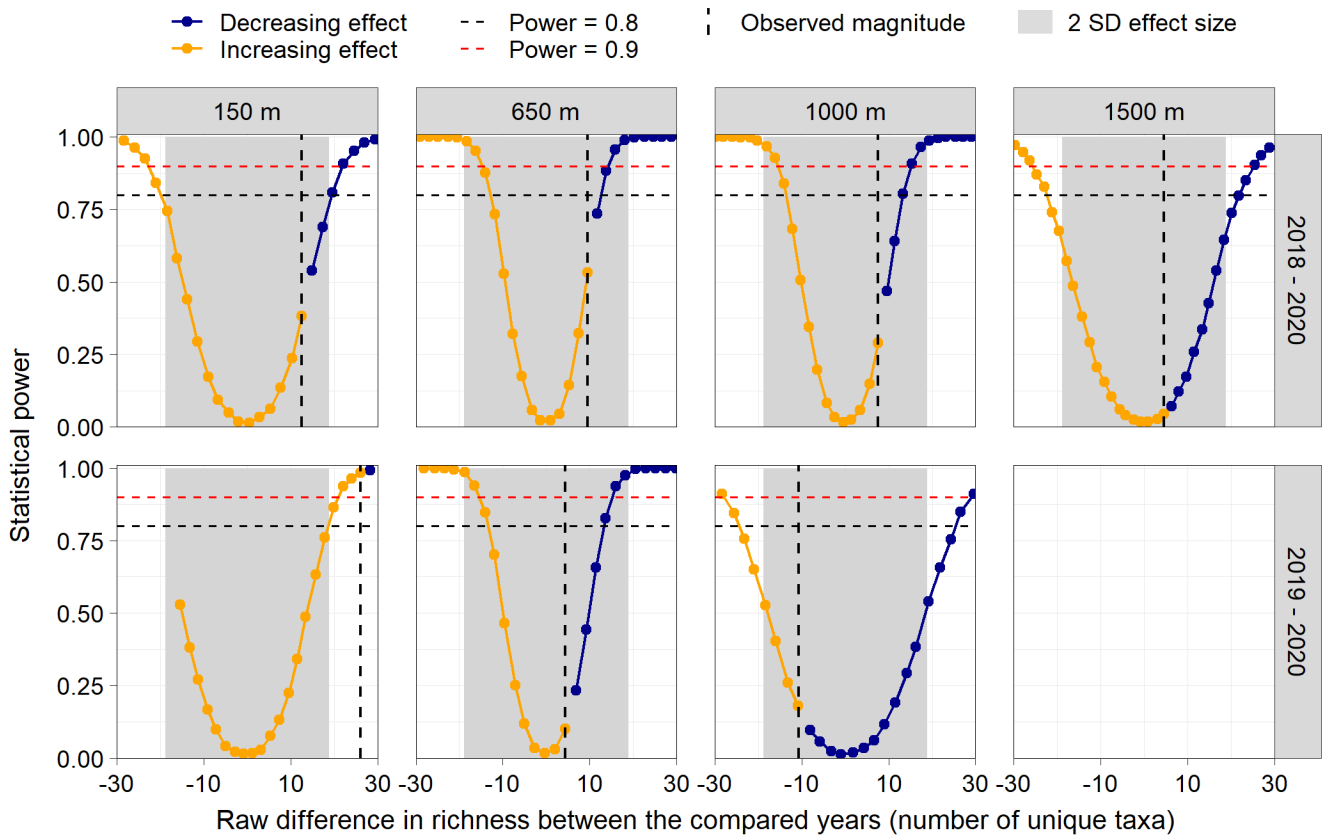 Decreasing effect
Power = 0.8
Observed magnitude
2 SD effect size
Increasing effect
Power = 0.9
150 m
650 m
1000 m
1500 m
1.00
0.75
0.50
0.25
0.00
2018 - 2020
Statistical power
1.00
0.75
0.50
0.25
0.00
2019 - 2020
-30
-10
10
30
-30
-10
10
30
-30
-10
10
30
-30
-10
10
30
Raw difference in richness between the compared years (number of unique taxa)